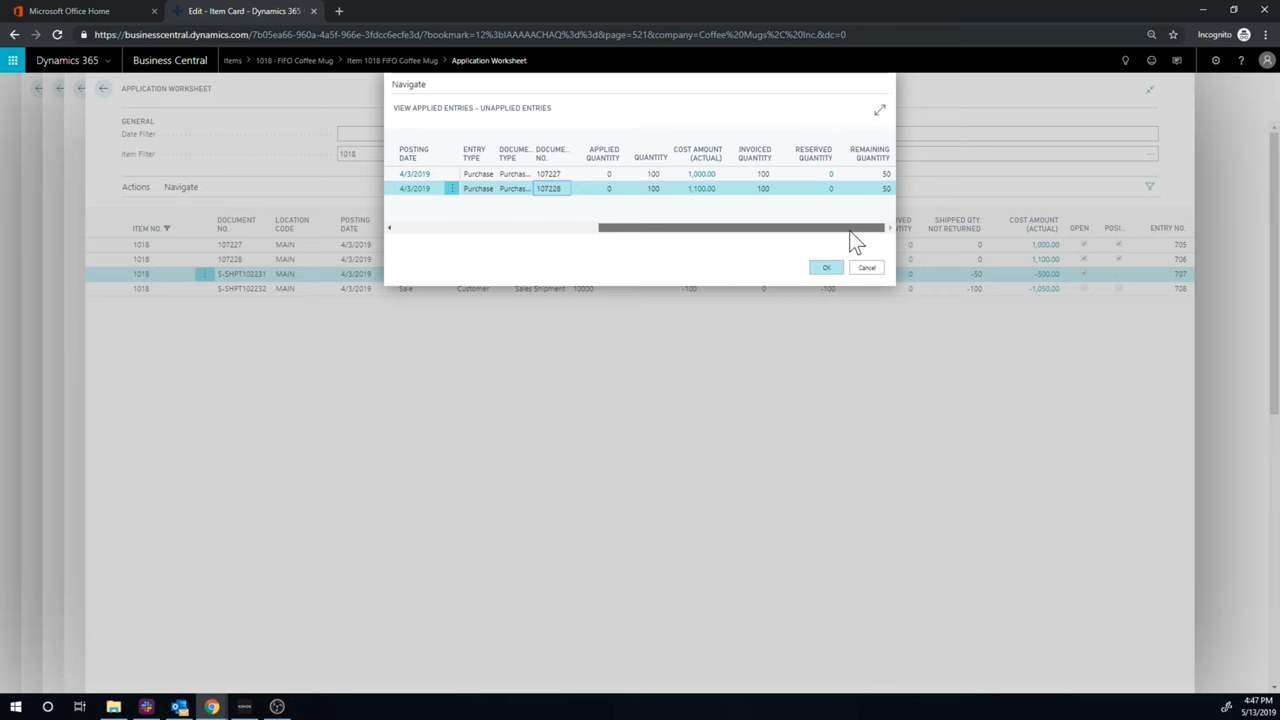 Microsoft Office Home
Edit - Item Card - Dynamics 365
https://businesscentral.dynamics.com/7b05ea66-960a-4a5f-966e-3fdcc6ecfe3d/?bookmark=12%3bIAAAAACHAQ%3d%3d&page=521&company=Coffee%20Mugs%2C%20Inc.&dc=0
Incognito
Dynamics 365 Business Central Items 1018 · FIFO Coffee Mug Item 1018 FIFO Coffee Mug Application Worksheet
Navigate
APPLICATION WORKSHEET
VIEW APPLIED ENTRIES - UNAPPLIED ENTRIES
GENERAL
Date Filter
Item Filter 1018
POSTING DATE ENTRY TYPE DOCUME... TYPE DOCUME... NO. APPLIED QUANTITY QUANTITY COST AMOUNT (ACTUAL) INVOICED QUANTITY RESERVED QUANTITY REMAINING QUANTITY
4/3/2019 Purchase Purchas... 107227 0 100 1,000.00 100 0 50
4/3/2019 Purchase Purchas... 107228 0 100 1,100.00 100 0 50
OK Cancel
Actions Navigate
ITEM NO. DOCUMENT NO. LOCATION CODE POSTING DATE SHIPPED QTY. NOT RETURNED COST AMOUNT (ACTUAL) OPEN POSI... ENTRY NO.
1018 107227 MAIN 4/3/2019 0 0 1,000.00 705
1018 107228 MAIN 4/3/2019 0 0 1,100.00 706
1018 S-SHPT102231 MAIN 4/3/2019 0 -50 -500.00 707
1018 S-SHPT102232 MAIN 4/3/2019 Sale Customer Sales Shipment 10000 -100 0 -100 0 -100 -1,050.00 708
4:47 PM
5/13/2019